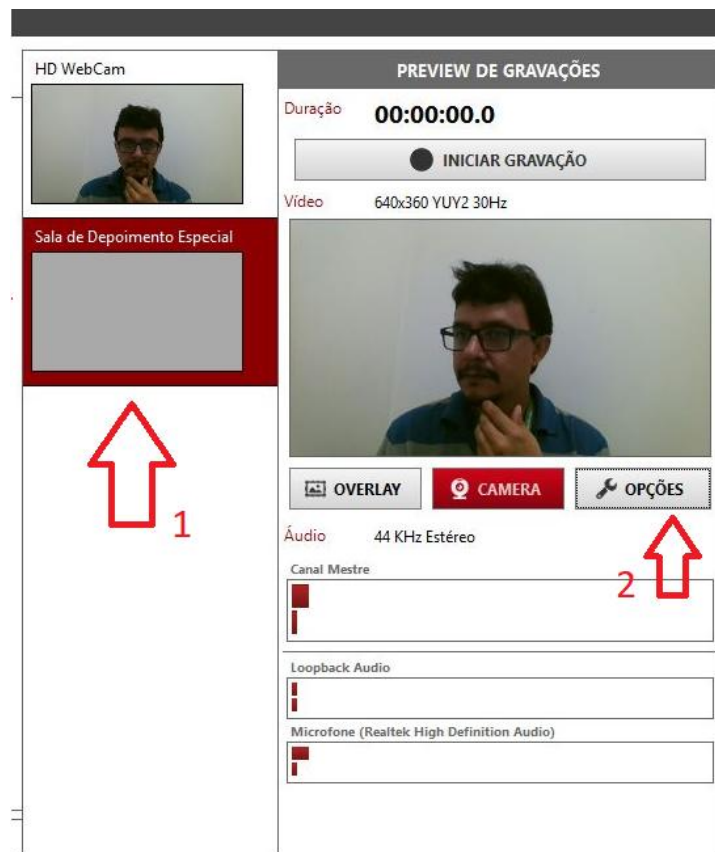 HD WebCam
Sala de Depoimento Especial
1
PREVIEW DE GRAVAÇÕES
Duração 00:00:00.0
INICIAR GRAVAÇÃO
Vídeo 640x360 YUY2 30Hz
OVERLAY CAMERA OPÇÕES
2
Áudio 44 KHz Estéreo
Canal Mestre
Loopback Audio
Microfone (Realtek High Definition Audio)